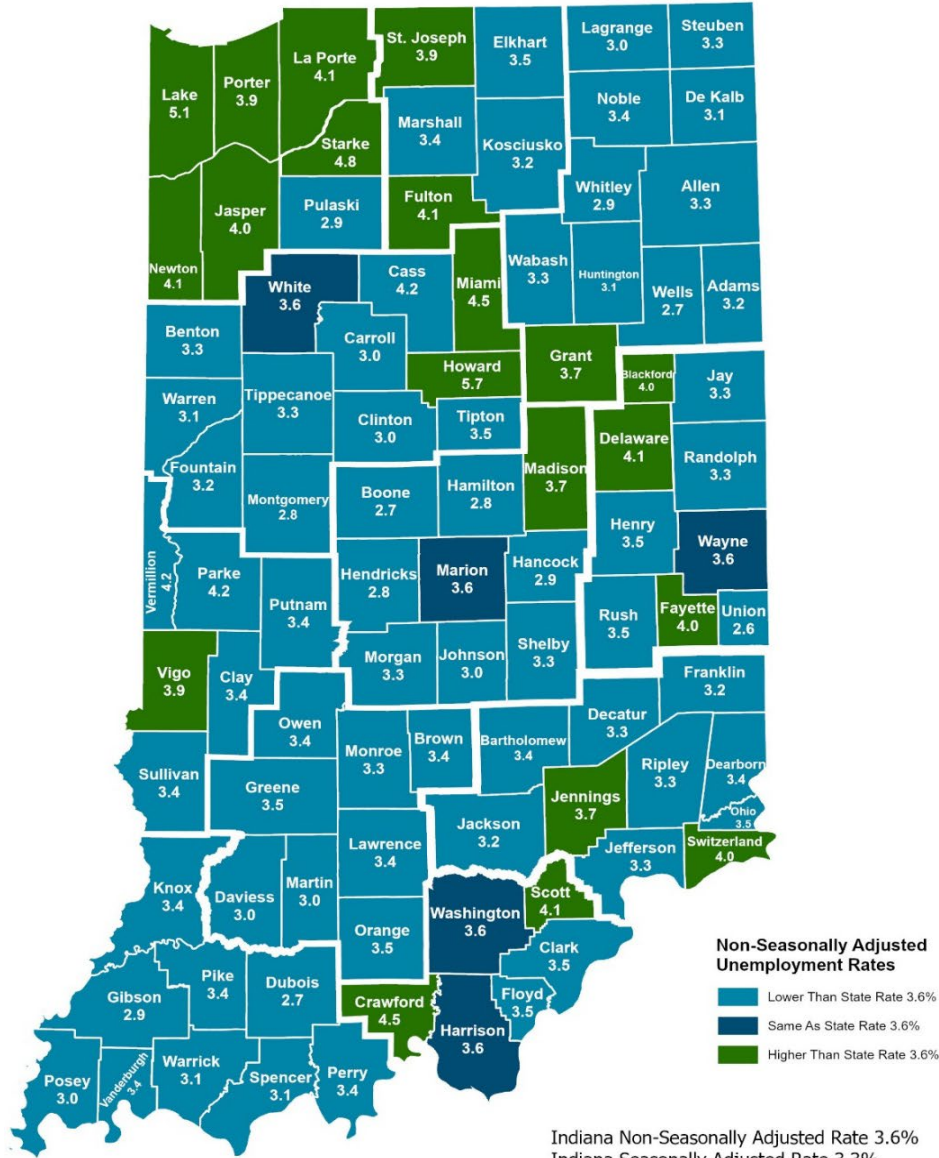 St. Joseph
3.9
Elkhart
3.5
Lagrange
3.0
Steuben
3.3
La Porte
4.1
Porter
3.9
Lake
5.1
Noble
3.4
De Kalb
3.1
Marshall
3.4
Kosciusko
3.2
Starke
4.8
Whitley
2.9
Allen
3.3
Fulton
4.1
Pulaski
2.9
Jasper
4.0
Newton
4.1
Wabash
3.3
Huntington
3.1
Wells
2.7
Adams
3.2
White
3.6
Cass
4.2
Miami
4.5
Benton
3.3
Carroll
3.0
Howard
5.7
Grant
3.7
Blackford
4.0
Jay
3.3
Warren
3.1
Tippecanoe
3.3
Clinton
3.0
Tipton
3.5
Madison
3.7
Delaware
4.1
Randolph
3.3
Fountain
3.2
Montgomery
2.8
Boone
2.7
Hamilton
2.8
Henry
3.5
Wayne
3.6
Vermillion
4.2
Parke
4.2
Putnam
3.4
Hendricks
2.8
Marion
3.6
Hancock
2.9
Rush
3.5
Fayette
4.0
Union
2.6
Vigo
3.9
Clay
3.4
Morgan
3.3
Johnson
3.0
Shelby
3.3
Franklin
3.2
Owen
3.4
Monroe
3.3
Brown
3.4
Bartholomew
3.4
Decatur
3.3
Ripley
3.3
Dearborn
3.4
Sullivan
3.4
Greene
3.5
Jennings
3.7
Ohio
3.5
Jackson
3.2
Jefferson
3.3
Switzerland
4.0
Lawrence
3.4
Knox
3.4
Daviess
3.0
Martin
3.0
Washington
3.6
Scott
4.1
Orange
3.5
Clark
3.5
Gibson
2.9
Pike
3.4
Dubois
2.7
Crawford
4.5
Floyd
3.5
Harrison
3.6
Posey
3.0
Vanderburgh
3.4
Warrick
3.1
Spencer
3.1
Perry
3.4
Non-Seasonally Adjusted
Unemployment Rates
Lower Than State Rate 3.6%
Same As State Rate 3.6%
Higher Than State Rate 3.6%
Indiana Non-Seasonally Adjusted Rate 3.6%
Indiana Seasonally Adjusted Rate 3.3%